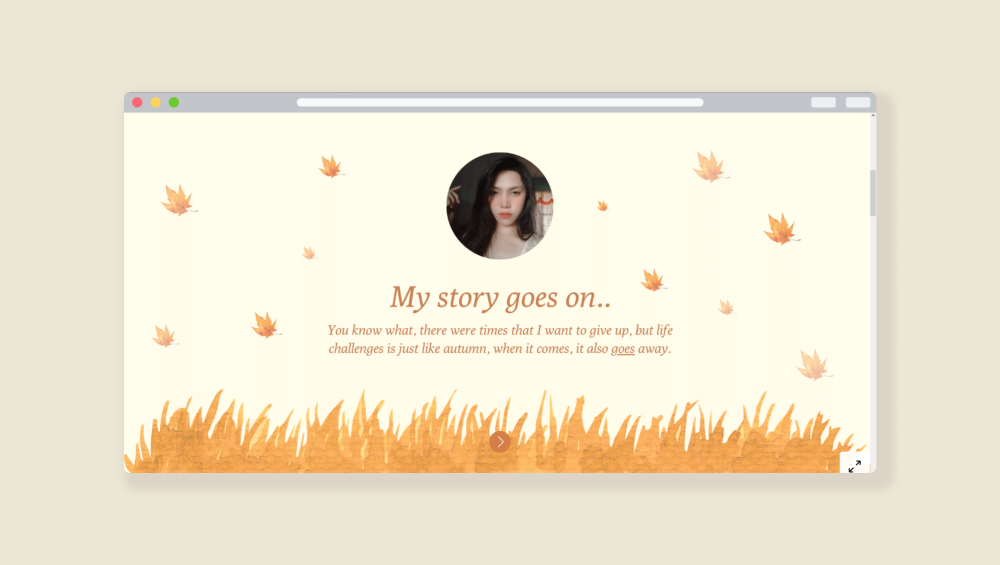 My story goes on..
You know what, there were times that I want to give up, but life
challenges is just like autumn, when it comes, it also goes away.